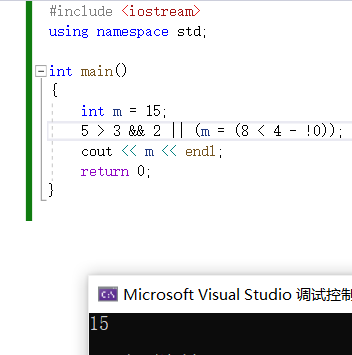 #include <iostream>
using namespace std;
int main()
{
int m = 15;
5 > 3 && 2 || (m = (8 < 4 - !0));
cout << m << endl;
return 0;
}
Microsoft Visual Studio 调试控制
15